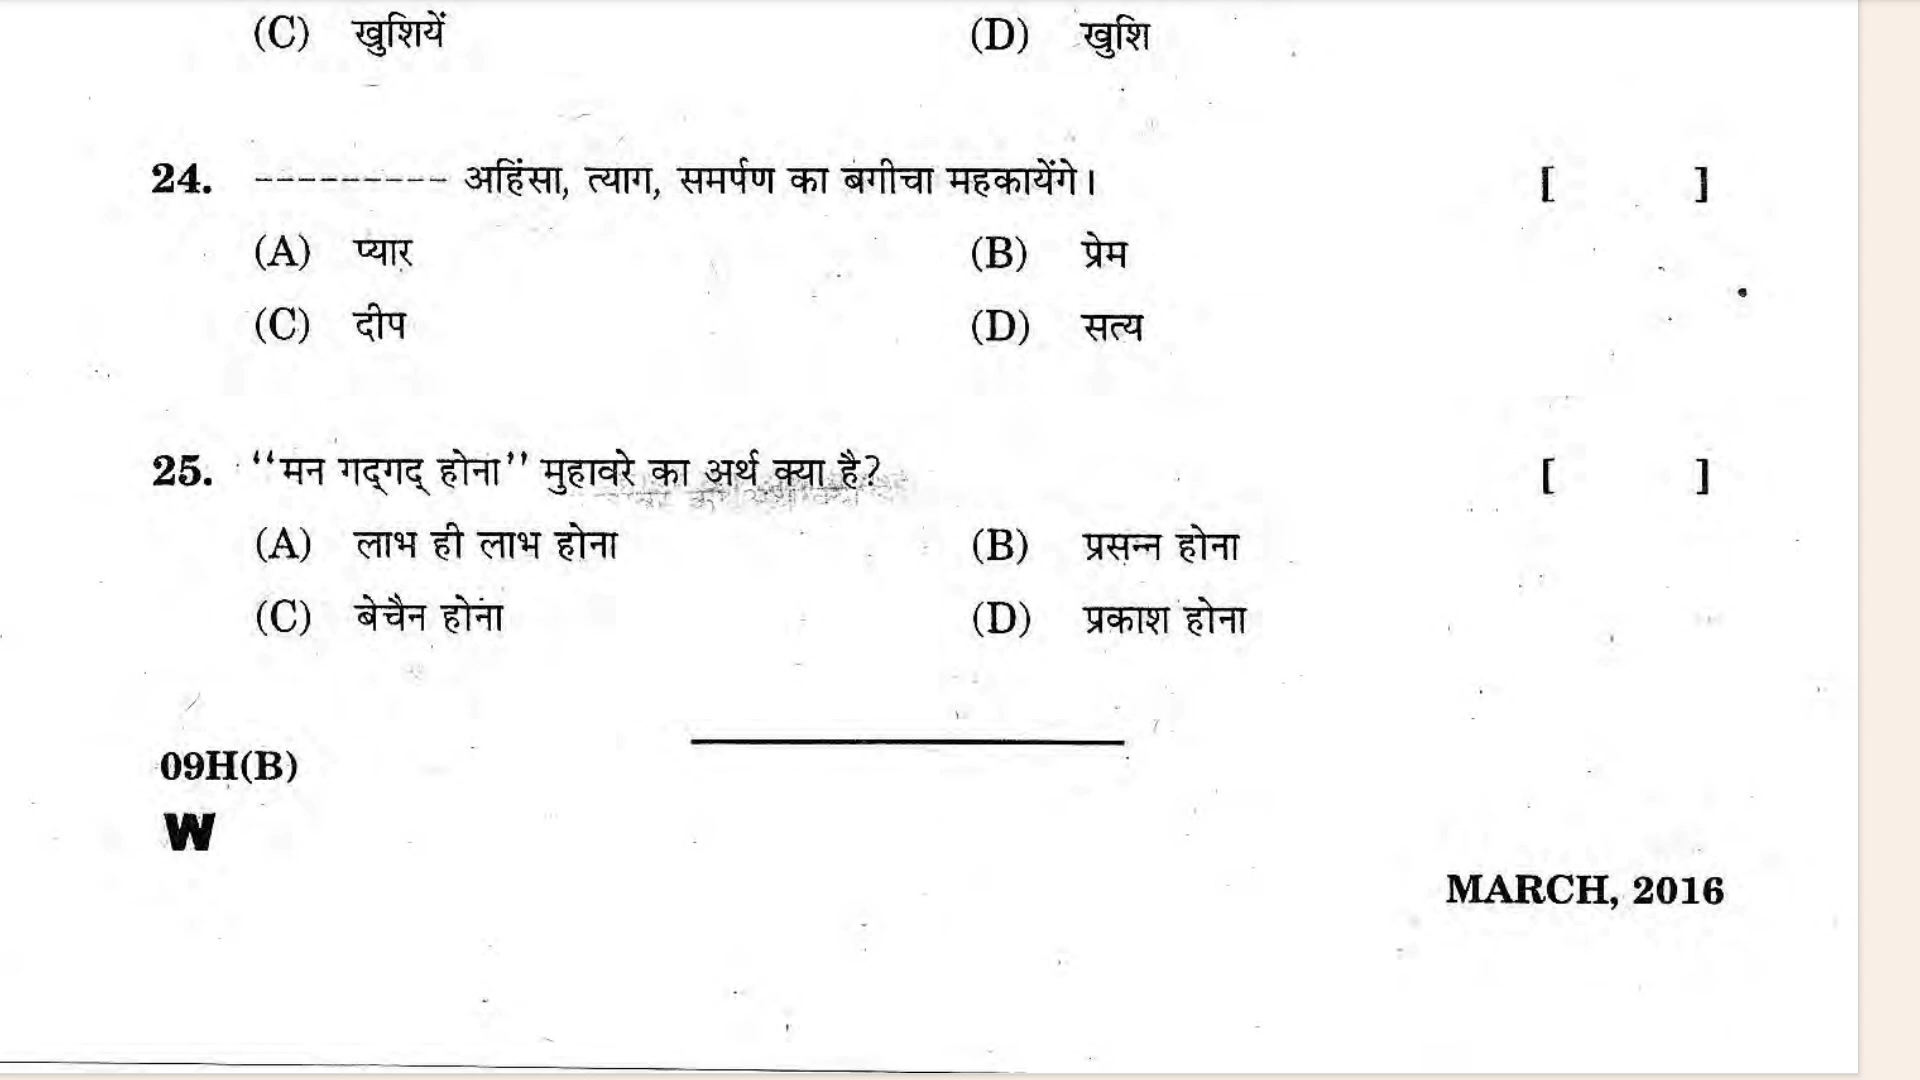 (C) खुशियें (D) खुशि
24. --------- अहिंसा, त्याग, समर्पण का बगीचा महकायेंगे। [ ]
(A) प्यार (B) प्रेम
(C) दीप (D) सत्य
25. ‘‘मन गद्‌गद् होना’’ मुहावरे का अर्थ क्या है? [ ]
(A) लाभ ही लाभ होना (B) प्रसन्न होना
(C) बेचैन होना (D) प्रकाश होना
09H(B)
W
MARCH, 2016